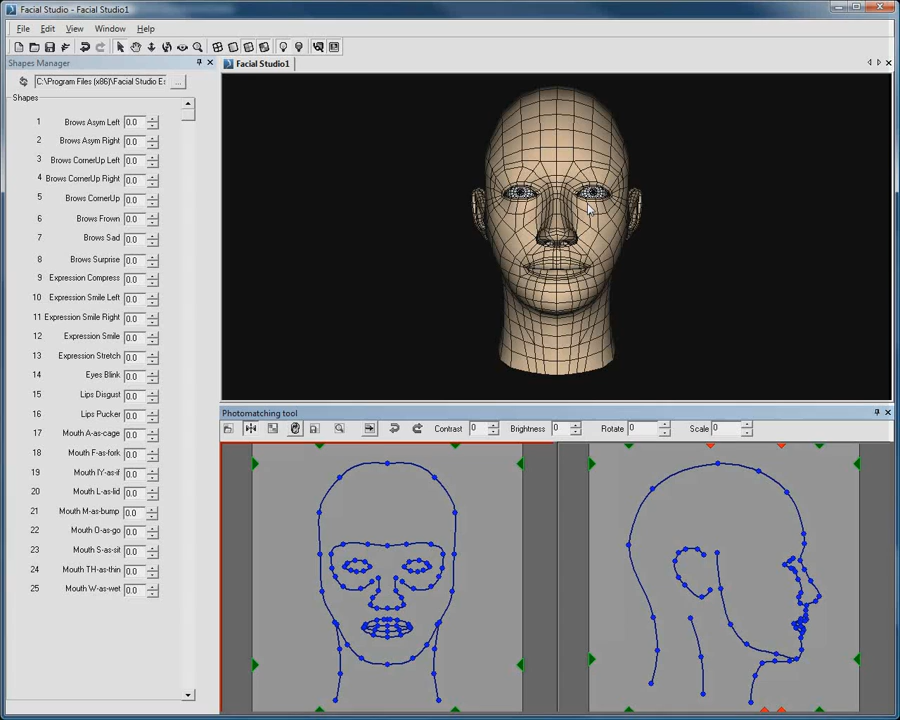 Facial Studio - Facial Studio1
File Edit View Window Help
Shapes Manager
Facial Studio1
C:\Program Files (x86)\Facial Studio Es
...
Shapes
1 Brows Asym Left 0.0
2 Brows Asym Right 0.0
3 Brows CornerUp Left 0.0
4 Brows CornerUp Right 0.0
5 Brows CornerUp 0.0
6 Brows Frown 0.0
7 Brows Sad 0.0
8 Brows Surprise 0.0
9 Expression Compress 0.0
10 Expression Smile Left 0.0
11 Expression Smile Right 0.0
12 Expression Smile 0.0
13 Expression Stretch 0.0
14 Eyes Blink 0.0
15 Lips Disgust 0.0
16 Lips Pucker 0.0
17 Mouth A-as-cage 0.0
18 Mouth F-as-fork 0.0
19 Mouth IY-as-if 0.0
20 Mouth L-as-lid 0.0
21 Mouth M-as-bump 0.0
22 Mouth O-as-go 0.0
23 Mouth S-as-sit 0.0
24 Mouth TH-as-thin 0.0
25 Mouth W-as-wet 0.0
Photomatching tool
Contrast 0 Brightness 0 Rotate 0 Scale 0